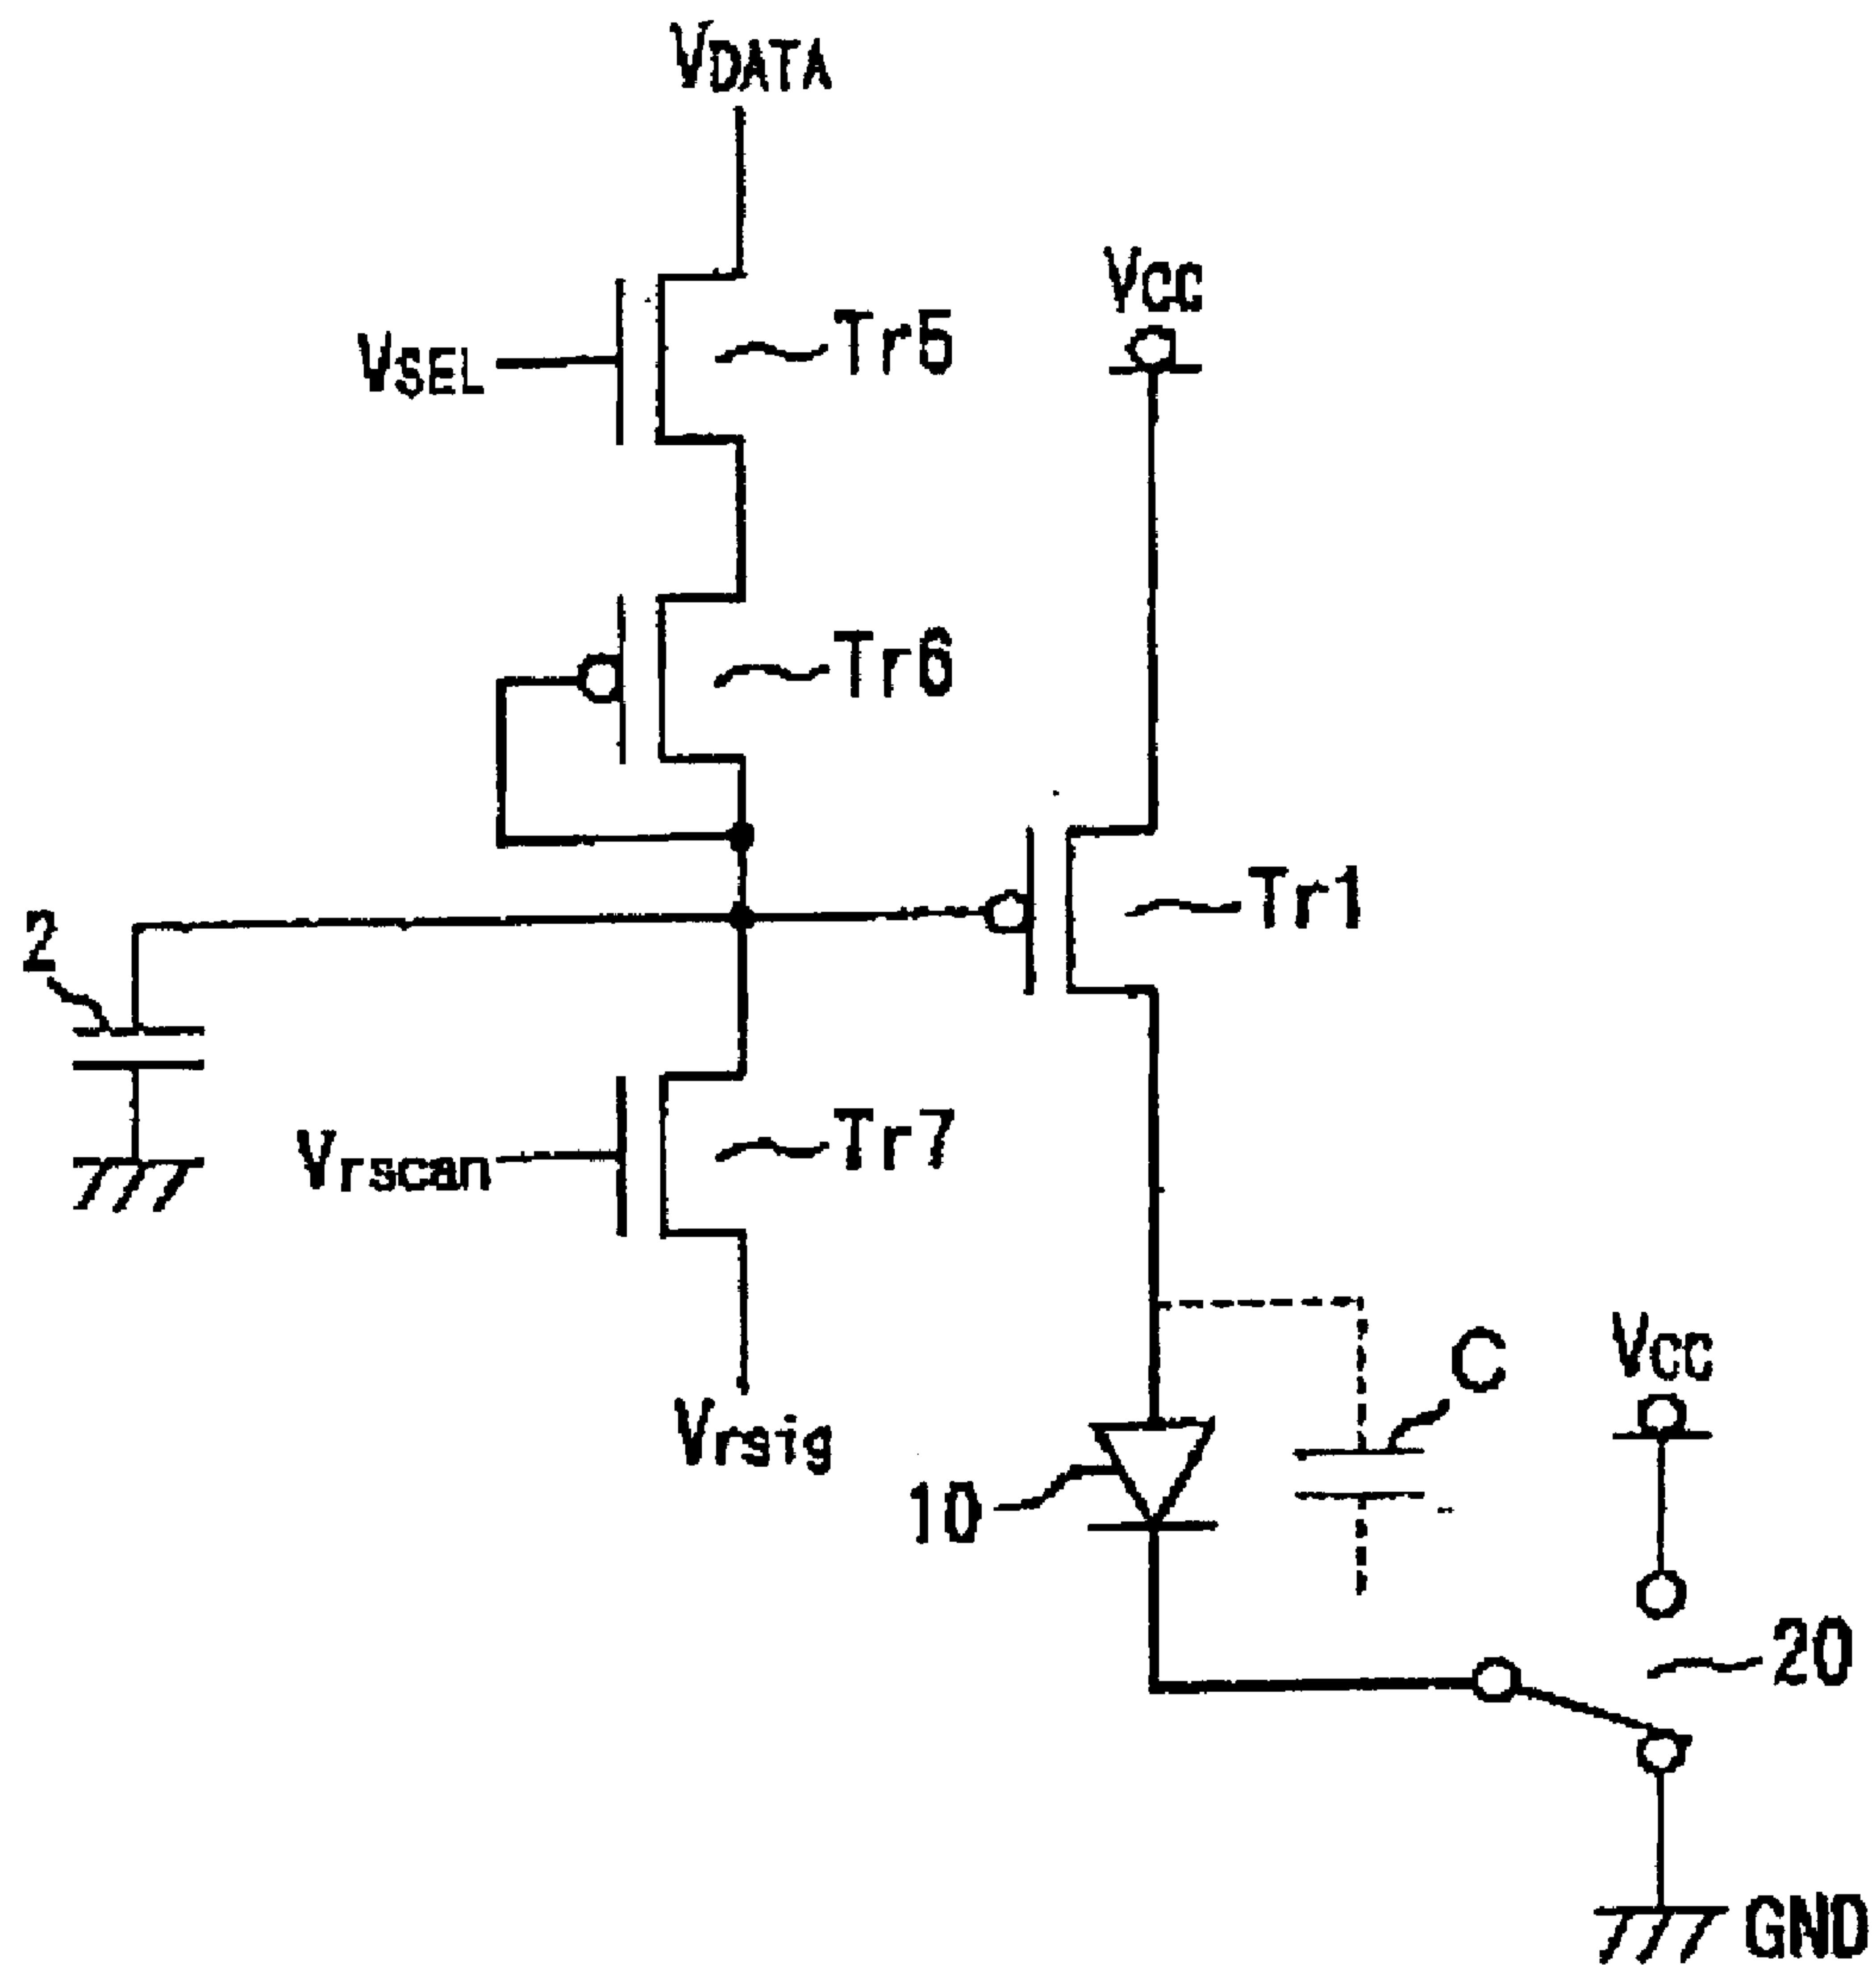 VDATA
VCC
VSEL
Tr5
Tr6
Tr1
2
Vrscan
Tr7
Vrsig
C
VCC
10
20
GND